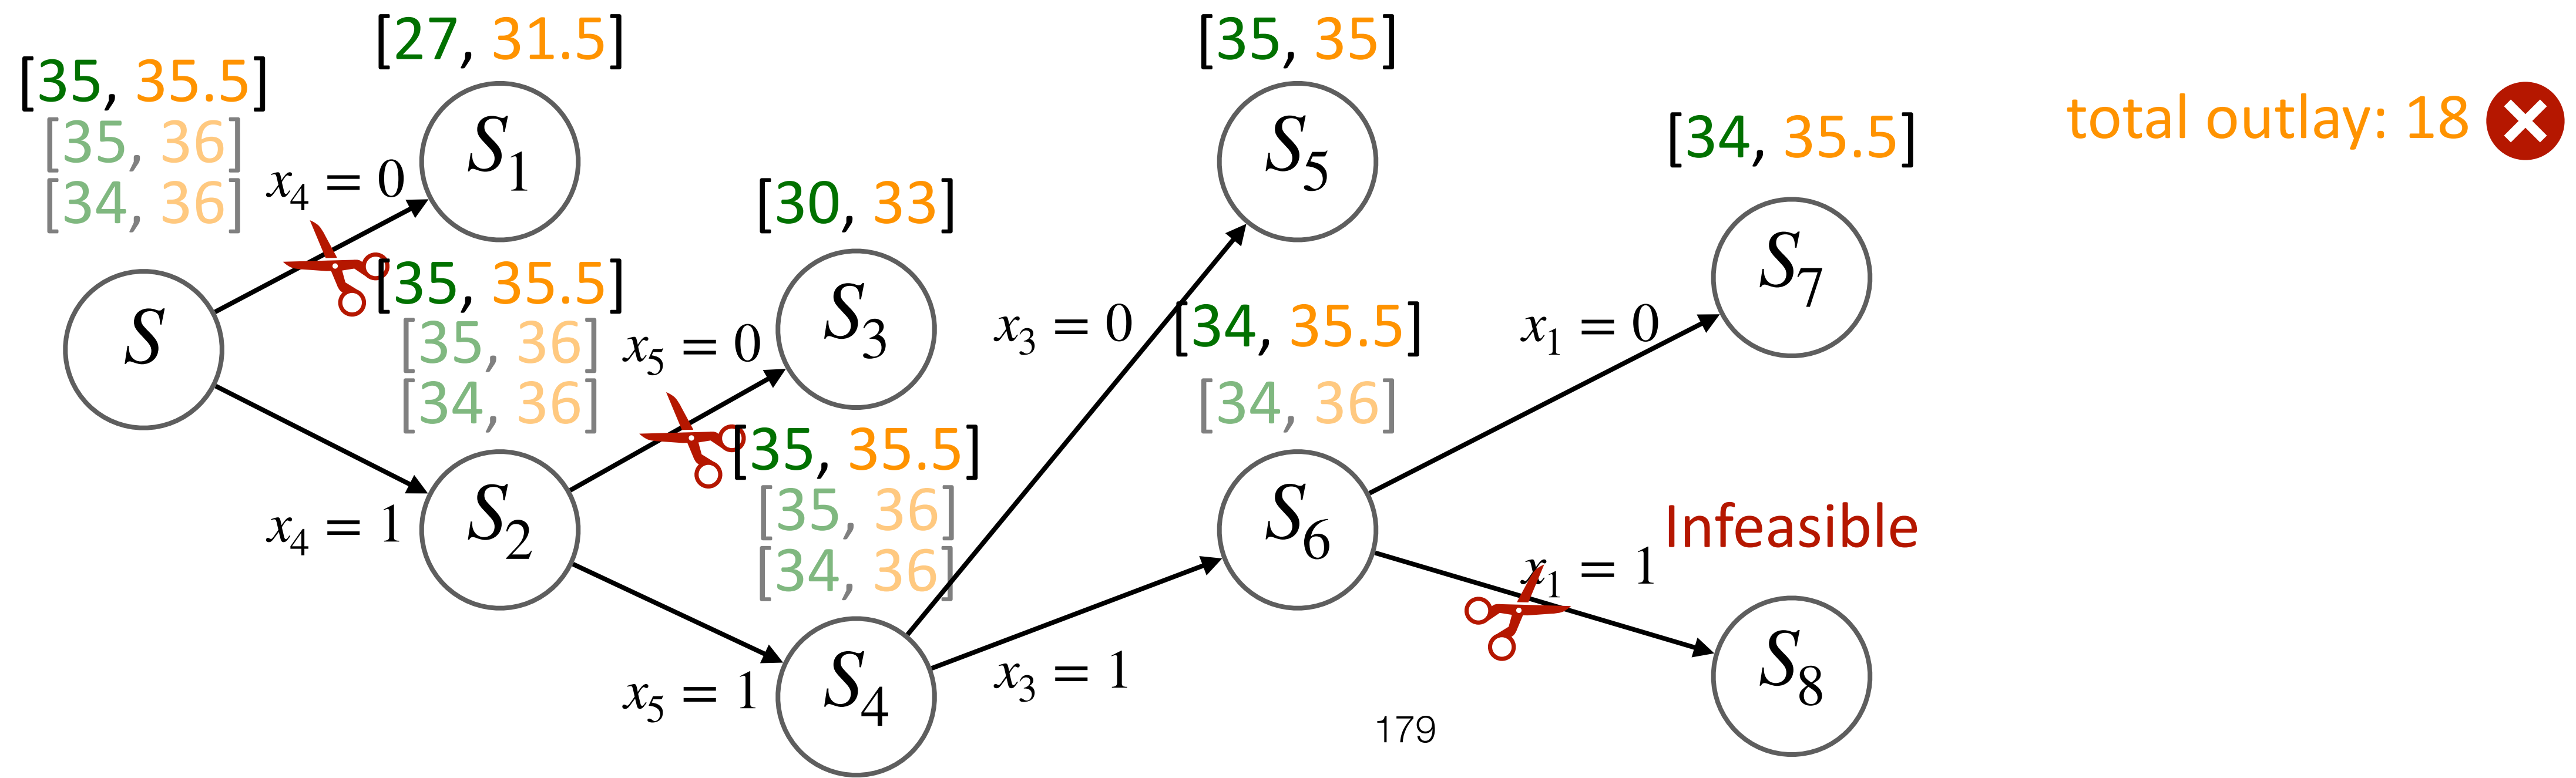 [27, 31.5]
[35, 35]
[35, 35.5]
[35, 36]
[34, 36]
x₄ = 0
S₁
S₅
[34, 35.5]
total outlay: 18
[30, 33]
S
[35, 35.5]
[35, 36]
[34, 36]
x₅ = 0
S₃
x₃ = 0
[34, 35.5]
[34, 36]
x₁ = 0
S₇
x₄ = 1
S₂
[35, 35.5]
[35, 36]
[34, 36]
S₆
Infeasible
x₁ = 1
x₅ = 1
S₄
x₃ = 1
S₈
179